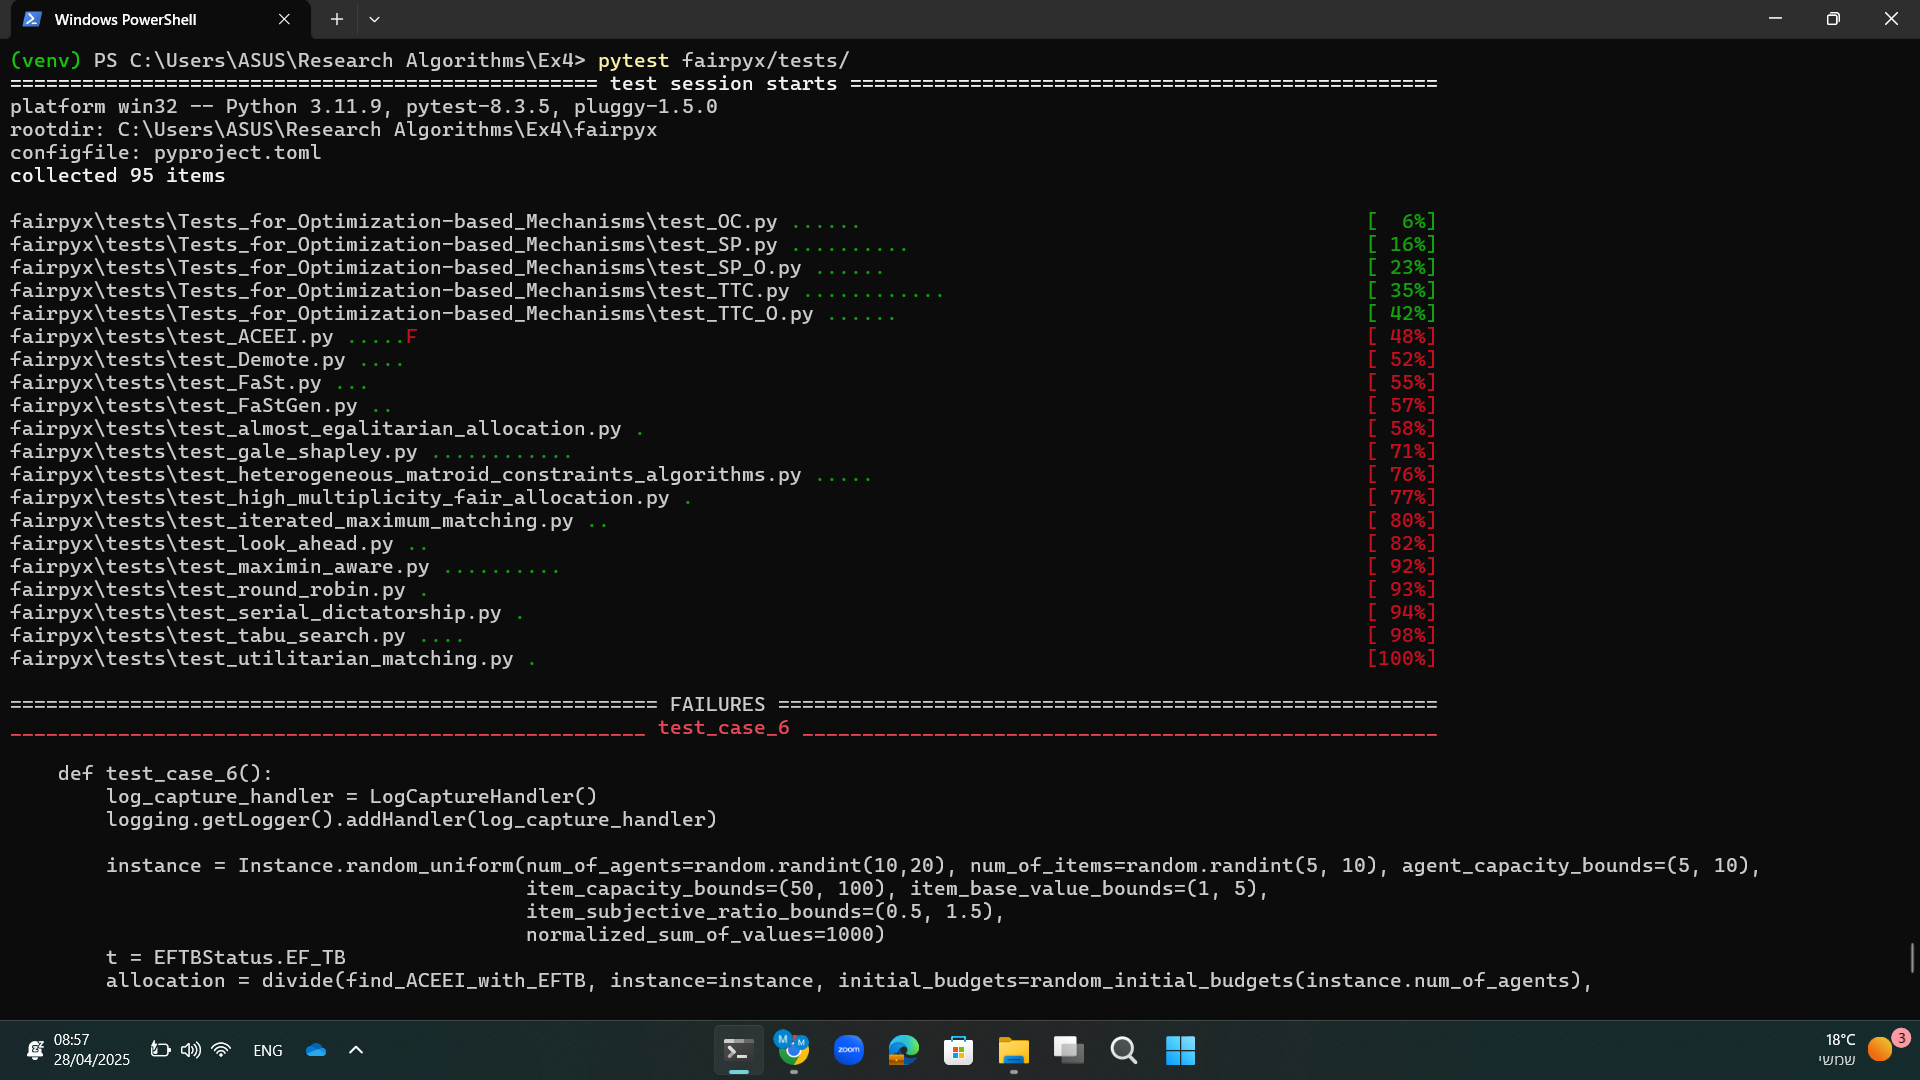 Windows PowerShell
(venv) PS C:\Users\ASUS\Research Algorithms\Ex4> pytest fairpyx/tests/
================================================= test session starts =================================================
platform win32 -- Python 3.11.9, pytest-8.3.5, pluggy-1.5.0
rootdir: C:\Users\ASUS\Research Algorithms\Ex4\fairpyx
configfile: pyproject.toml
collected 95 items
fairpyx\tests\Tests_for_Optimization-based_Mechanisms\test_OC.py ...... [  6%]
fairpyx\tests\Tests_for_Optimization-based_Mechanisms\test_SP.py .......... [ 16%]
fairpyx\tests\Tests_for_Optimization-based_Mechanisms\test_SP_O.py ...... [ 23%]
fairpyx\tests\Tests_for_Optimization-based_Mechanisms\test_TTC.py ............ [ 35%]
fairpyx\tests\Tests_for_Optimization-based_Mechanisms\test_TTC_O.py ...... [ 42%]
fairpyx\tests\test_ACEEI.py .....F [ 48%]
fairpyx\tests\test_Demote.py .... [ 52%]
fairpyx\tests\test_FaSt.py ... [ 55%]
fairpyx\tests\test_FaStGen.py .. [ 57%]
fairpyx\tests\test_almost_egalitarian_allocation.py . [ 58%]
fairpyx\tests\test_gale_shapley.py ............ [ 71%]
fairpyx\tests\test_heterogeneous_matroid_constraints_algorithms.py ..... [ 76%]
fairpyx\tests\test_high_multiplicity_fair_allocation.py . [ 77%]
fairpyx\tests\test_iterated_maximum_matching.py .. [ 80%]
fairpyx\tests\test_look_ahead.py .. [ 82%]
fairpyx\tests\test_maximin_aware.py .......... [ 92%]
fairpyx\tests\test_round_robin.py . [ 93%]
fairpyx\tests\test_serial_dictatorship.py . [ 94%]
fairpyx\tests\test_tabu_search.py .... [ 98%]
fairpyx\tests\test_utilitarian_matching.py . [100%]
====================================================== FAILURES =======================================================
_____________________________________________________ test_case_6 _____________________________________________________
def test_case_6():
log_capture_handler = LogCaptureHandler()
logging.getLogger().addHandler(log_capture_handler)
instance = Instance.random_uniform(num_of_agents=random.randint(10,20), num_of_items=random.randint(5, 10), agent_capacity_bounds=(5, 10),
item_capacity_bounds=(50, 100), item_base_value_bounds=(1, 5),
item_subjective_ratio_bounds=(0.5, 1.5),
normalized_sum_of_values=1000)
t = EFTBStatus.EF_TB
allocation = divide(find_ACEEI_with_EFTB, instance=instance, initial_budgets=random_initial_budgets(instance.num_of_agents),
08:57
28/04/2025
ENG
M
M
zoom
18°C
שמשי
3